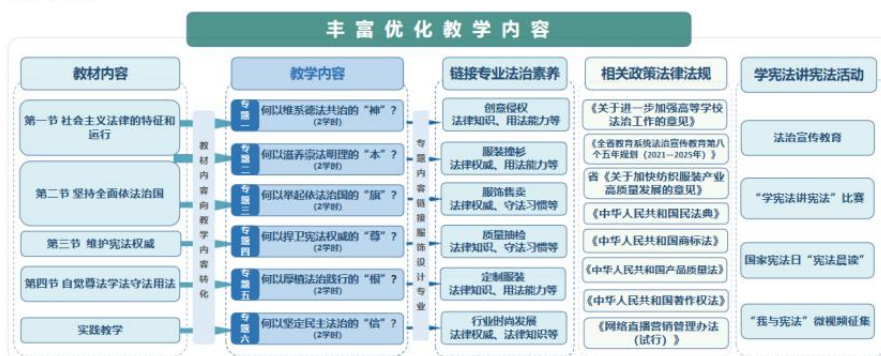 丰富优化教学内容
教材内容
第一节 社会主义法律的特征和
运行
第二节 坚持全面依法治国
第三节 维护宪法权威
第四节 自觉尊法学法守法用法
实践教学
教材内容向教学内容转化
教学内容
专题一
何以维系德法共治的“神”?
(2学时)
专题二
何以滋养崇法明理的“本”?
(2学时)
专题三
何以举起依法治国的“旗”?
(2学时)
专题四
何以捍卫宪法权威的“尊”?
(2学时)
专题五
何以厚植法治践行的“根”?
(2学时)
专题六
何以坚定民主法治的“信”?
(2学时)
专题内容链接服饰设计专业
链接专业法治素养
创意侵权
法律知识、用法能力等
服装撞衫
法律权威、用法能力等
服饰售卖
法律权威、守法习惯等
质量抽检
法律知识、守法习惯等
定制服装
法律知识、用法能力等
行业时尚发展
法律权威、法律知识等
相关政策法律法规
《关于进一步加强高等学校
法治工作的意见》
《全省教育系统法治宣传教育第八
个五年规划(2021—2025年)》
省《关于加快纺织服装产业
高质量发展的意见》
《中华人民共和国民法典》
《中华人民共和国商标法》
《中华人民共和国产品质量法》
《中华人民共和国著作权法》
《网络直播营销管理办法
(试行)》
学宪法讲宪法活动
法治宣传教育
“学宪法讲宪法”比赛
国家宪法日“宪法晨读”
“我与宪法”微视频征集